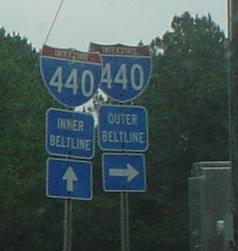 INTERSTATE INTERSTATE
440 440
INNER
BELTLINE
OUTER
BELTLINE